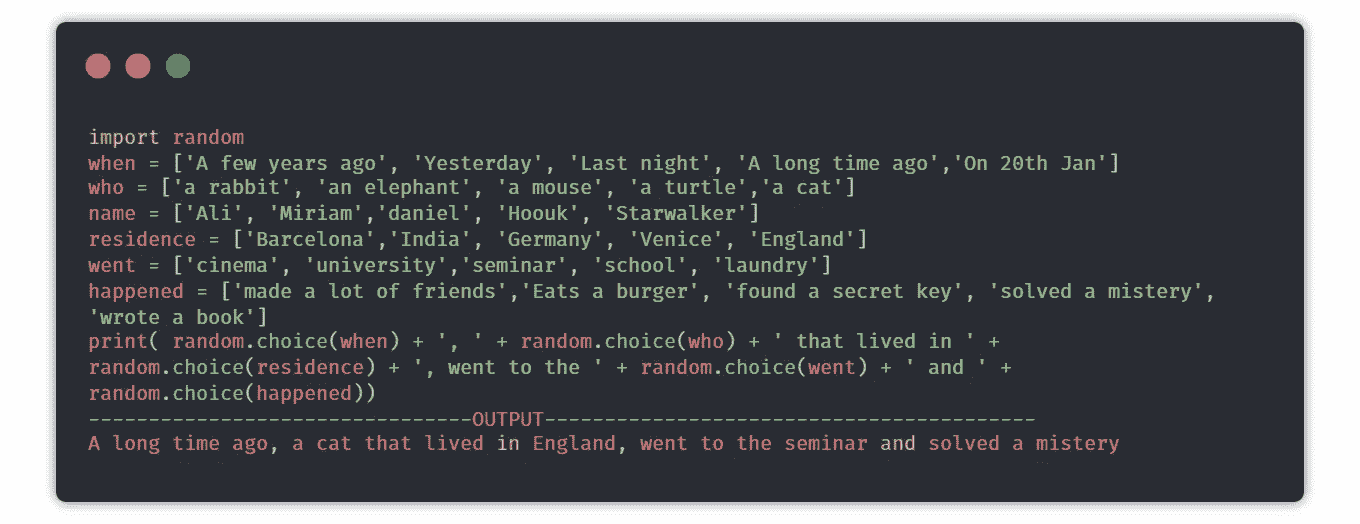 import random
when = ['A few years ago', 'Yesterday', 'Last night', 'A long time ago','On 20th Jan']
who = ['a rabbit', 'an elephant', 'a mouse', 'a turtle','a cat']
name = ['Ali', 'Miriam','daniel', 'Hoouk', 'Starwalker']
residence = ['Barcelona','India', 'Germany', 'Venice', 'England']
went = ['cinema', 'university','seminar', 'school', 'laundry']
happened = ['made a lot of friends','Eats a burger', 'found a secret key', 'solved a mistery',
'wrote a book']
print( random.choice(when) + ', ' + random.choice(who) + ' that lived in ' +
random.choice(residence) + ', went to the ' + random.choice(went) + ' and ' +
random.choice(happened))
--------------------------------OUTPUT-----------------------------------------
A long time ago, a cat that lived in England, went to the seminar and solved a mistery